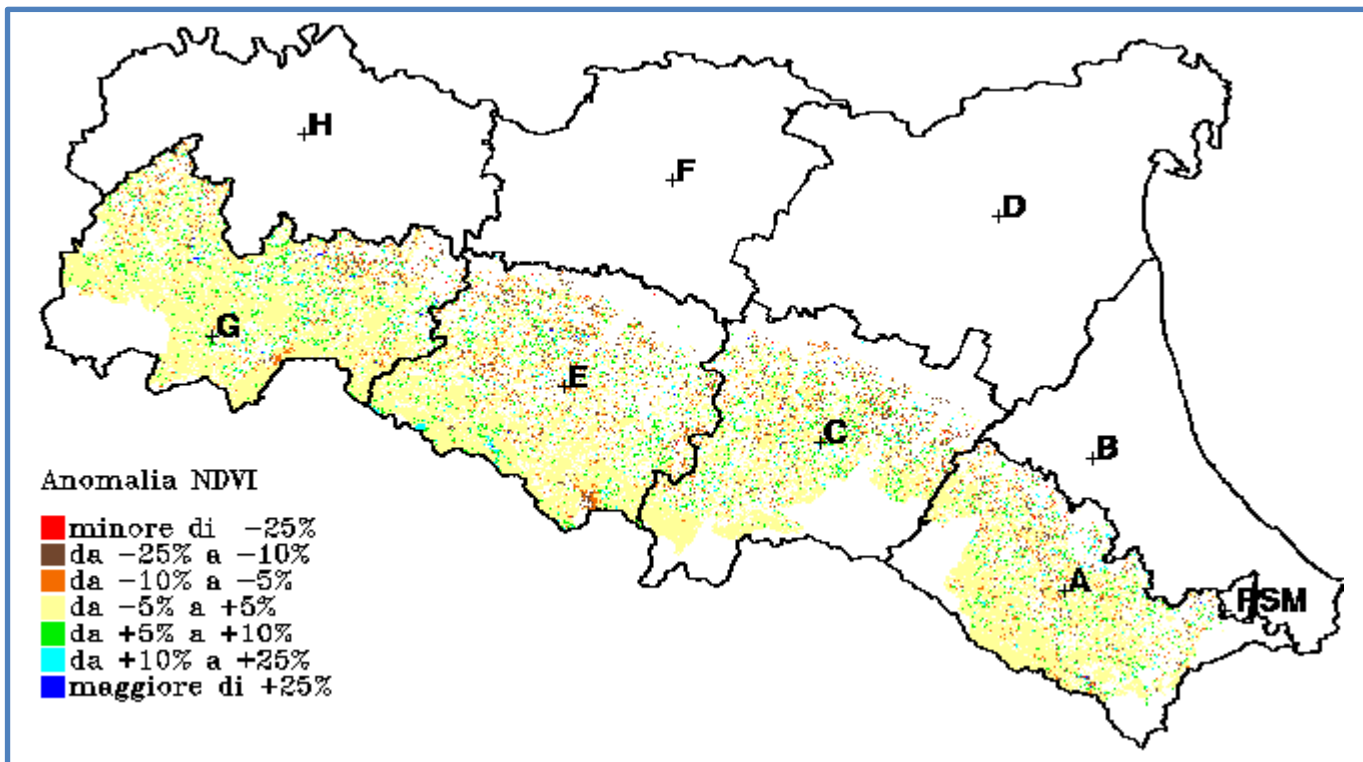 H
F
D
G
E
C
B
A
RSM
Anomalia NDVI
minore di -25%
da -25% a -10%
da -10% a -5%
da -5% a +5%
da +5% a +10%
da +10% a +25%
maggiore di +25%